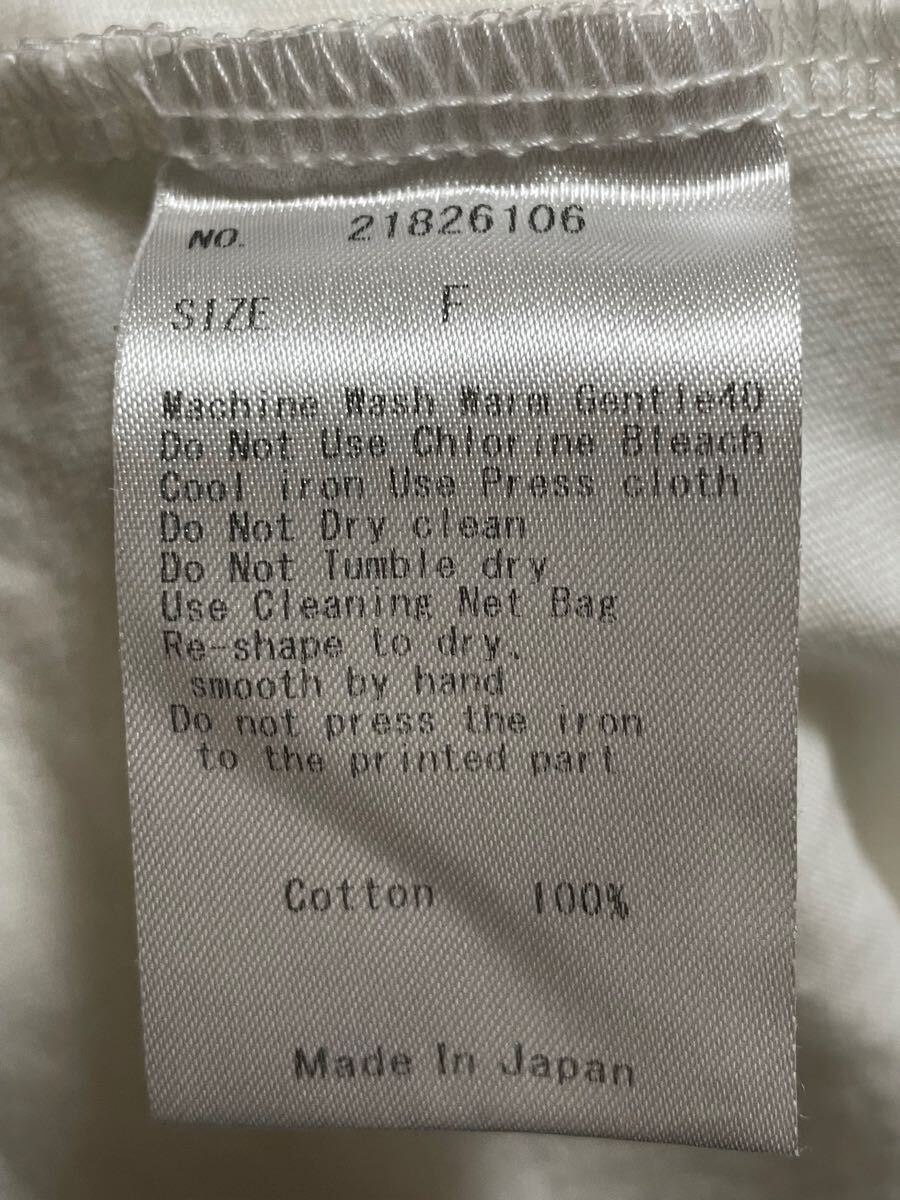 NO. 21826106
SIZE F
Machine Wash Warm Gentle40
Do Not Use Chlorine Bleach
Cool iron Use Press cloth
Do Not Dry clean
Do Not Tumble dry
Use Cleaning Net Bag
Re-shape to dry.
smooth by hand
Do not press the iron
to the printed part
Cotton 100%
Made In Japan